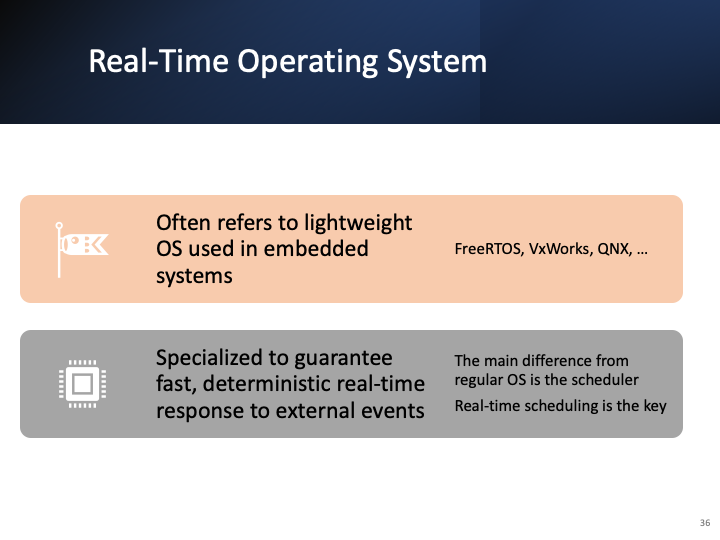 Real-Time Operating System
Often refers to lightweight
OS used in embedded
systems
FreeRTOS, VxWorks, QNX, ...
Specialized to guarantee
fast, deterministic real-time
response to external events
The main difference from
regular OS is the scheduler
Real-time scheduling is the key
36